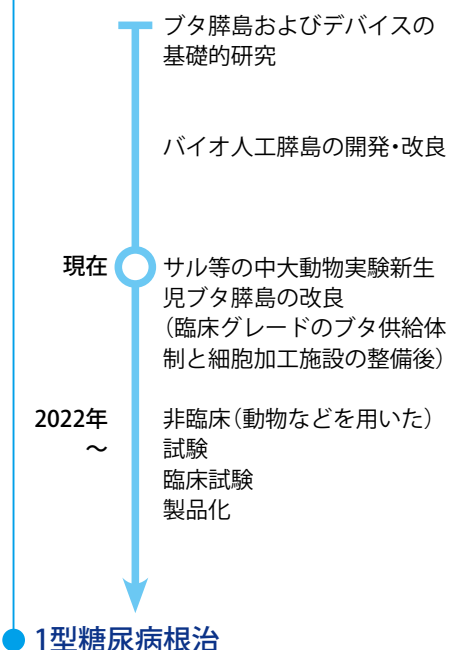 ブタ膵島およびデバイスの
基礎的研究
バイオ人工膵島の開発・改良
現在
サル等の中大動物実験新生
児ブタ膵島の改良
（臨床グレードのブタ供給体
制と細胞加工施設の整備後）
2022年
～
非臨床（動物などを用いた）
試験
臨床試験
製品化
1型糖尿病根治